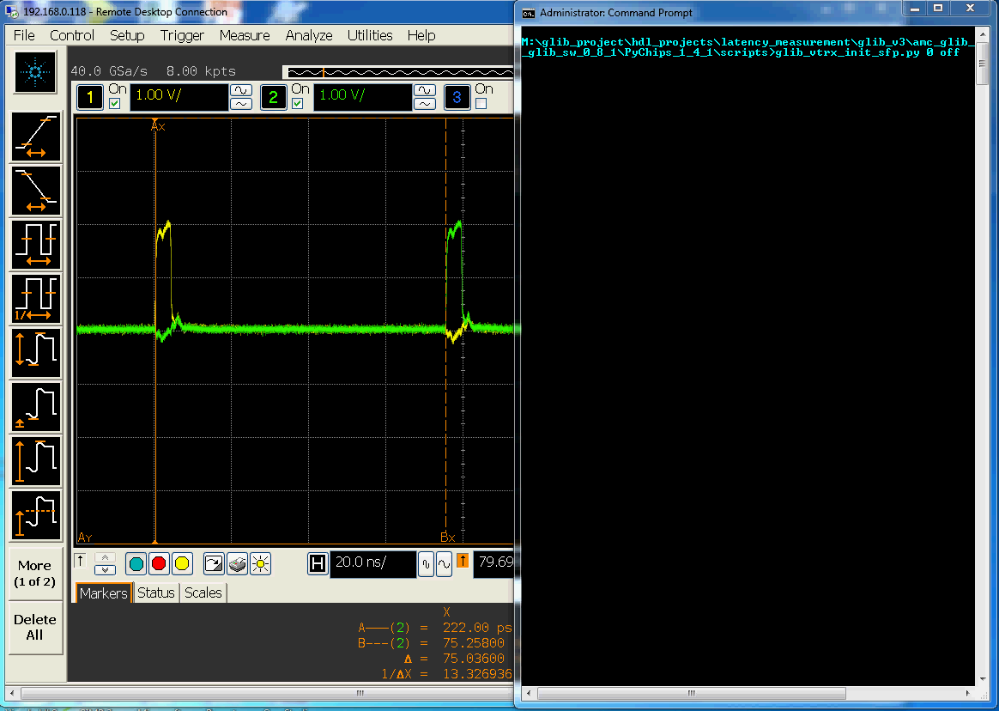 192.168.0.118 - Remote Desktop Connection
File Control Setup Trigger Measure Analyze Utilities Help
40.0 GSa/s 8.00 kpts
1 On 1.00 V/ 2 On 1.00 V/ 3 On
Ax
Ay
Bx
1/
H 20.0 ns/ 79.69
More
(1 of 2)
Delete
All
Markers Status Scales
X
A———(2) = 222.00 ps
B---(2) = 75.25800
Δ = 75.03600
1/ΔX = 13.326936
Administrator: Command Prompt
M:\glib_project\hdl_projects\latency_measurement\glib_v3\amc_glib_
_glib_sw_0_8_1\PyChips_1_4_1\scripts>glib_vtrx_init_sfp.py 0 off